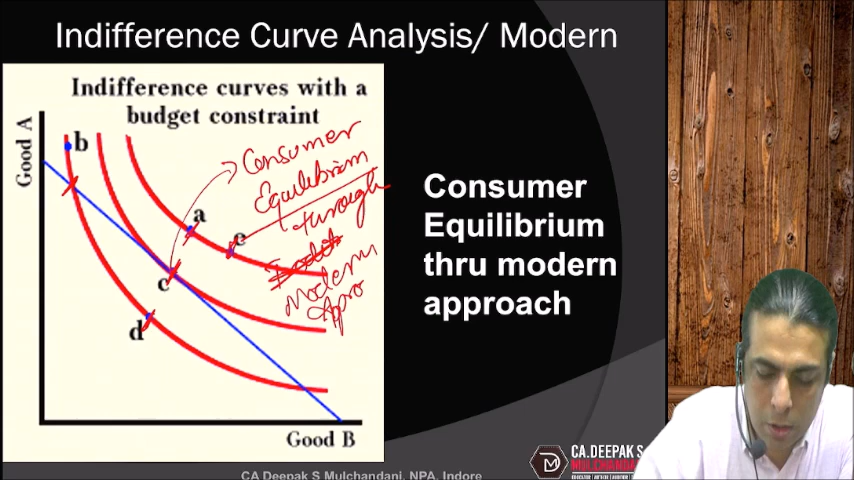 Indifference Curve Analysis/ Modern
Indifference curves with a
budget constraint
Good A
b
Consumer
Equilibrium
through
Modern
Appro
a
e
c
d
Good B
Consumer
Equilibrium
thru modern
approach
CA.DEEPAK S
MULCHAND
CA Deepak S Mulchandani, NPA, Indore